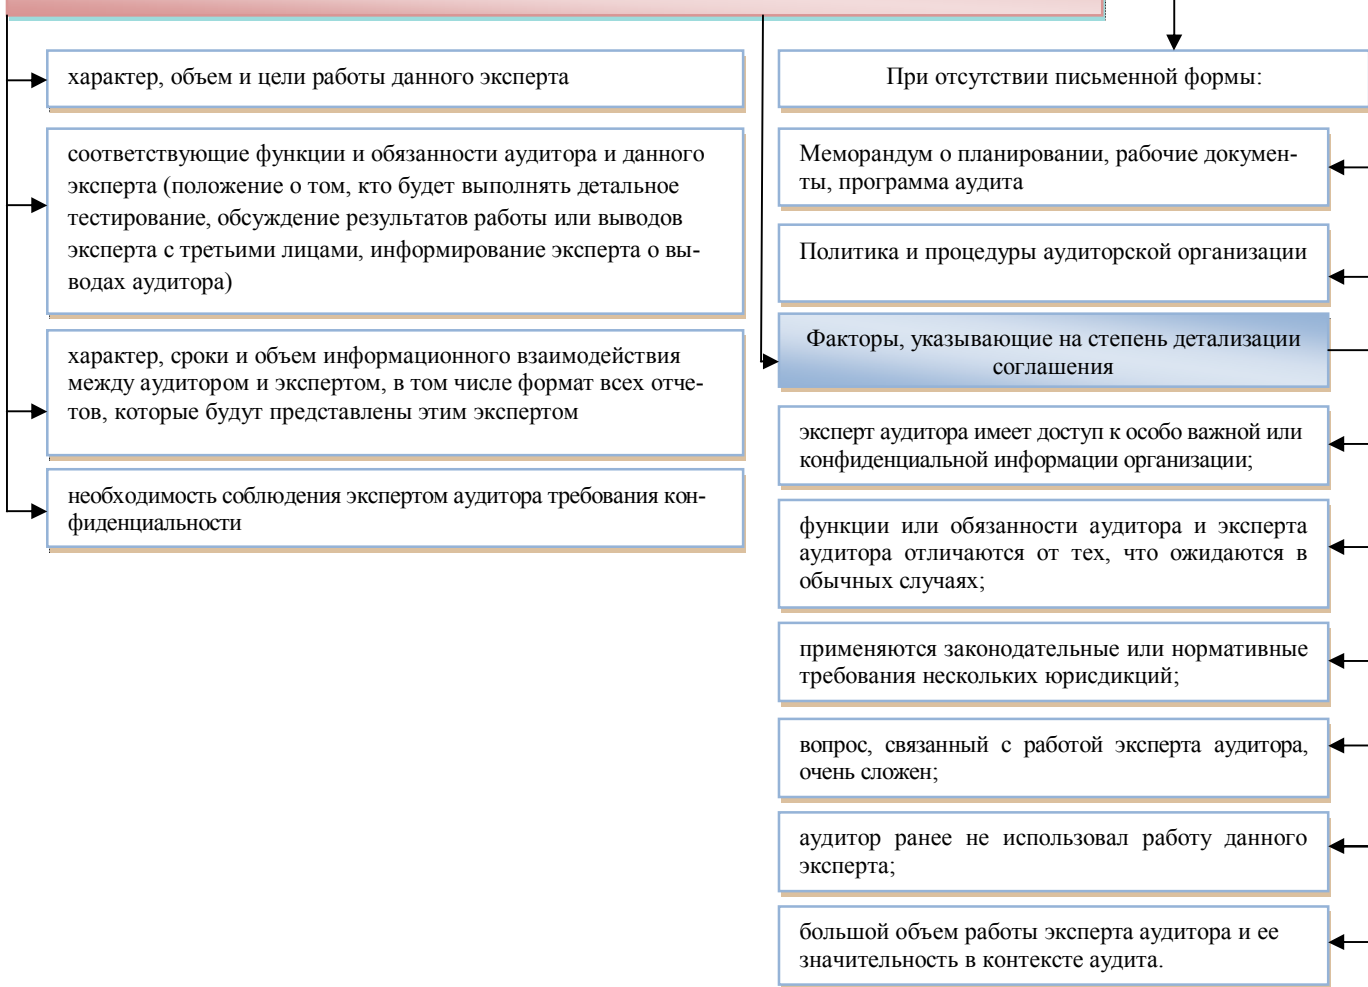 характер, объем и цели работы данного эксперта
соответствующие функции и обязанности аудитора и данного
эксперта (положение о том, кто будет выполнять детальное
тестирование, обсуждение результатов работы или выводов
эксперта с третьими лицами, информирование эксперта о вы-
водах аудитора)
характер, сроки и объем информационного взаимодействия
между аудитором и экспертом, в том числе формат всех отче-
тов, которые будут представлены этим экспертом
необходимость соблюдения экспертом аудитора требования кон-
фиденциальности
При отсутствии письменной формы:
Меморандум о планировании, рабочие докумен-
ты, программа аудита
Политика и процедуры аудиторской организации
Факторы, указывающие на степень детализации
соглашения
эксперт аудитора имеет доступ к особо важной или
конфиденциальной информации организации;
функции или обязанности аудитора и эксперта
аудитора отличаются от тех, что ожидаются в
обычных случаях;
применяются законодательные или нормативные
требования нескольких юрисдикций;
вопрос, связанный с работой эксперта аудитора,
очень сложен;
аудитор ранее не использовал работу данного
эксперта;
большой объем работы эксперта аудитора и ее
значительность в контексте аудита.